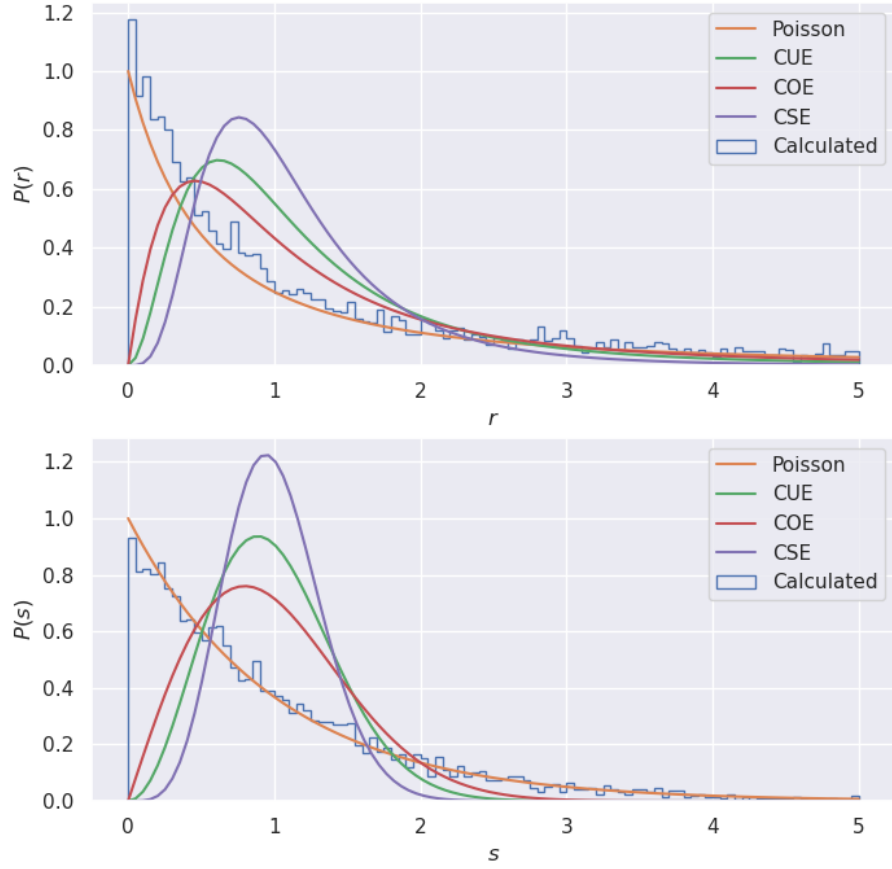 1.2
1.0
0.8
0.6
0.4
0.2
0.0
P(r)
0 1 2 3 4 5
r
Poisson
CUE
COE
CSE
Calculated
1.2
1.0
0.8
0.6
0.4
0.2
0.0
P(s)
0 1 2 3 4 5
s
Poisson
CUE
COE
CSE
Calculated